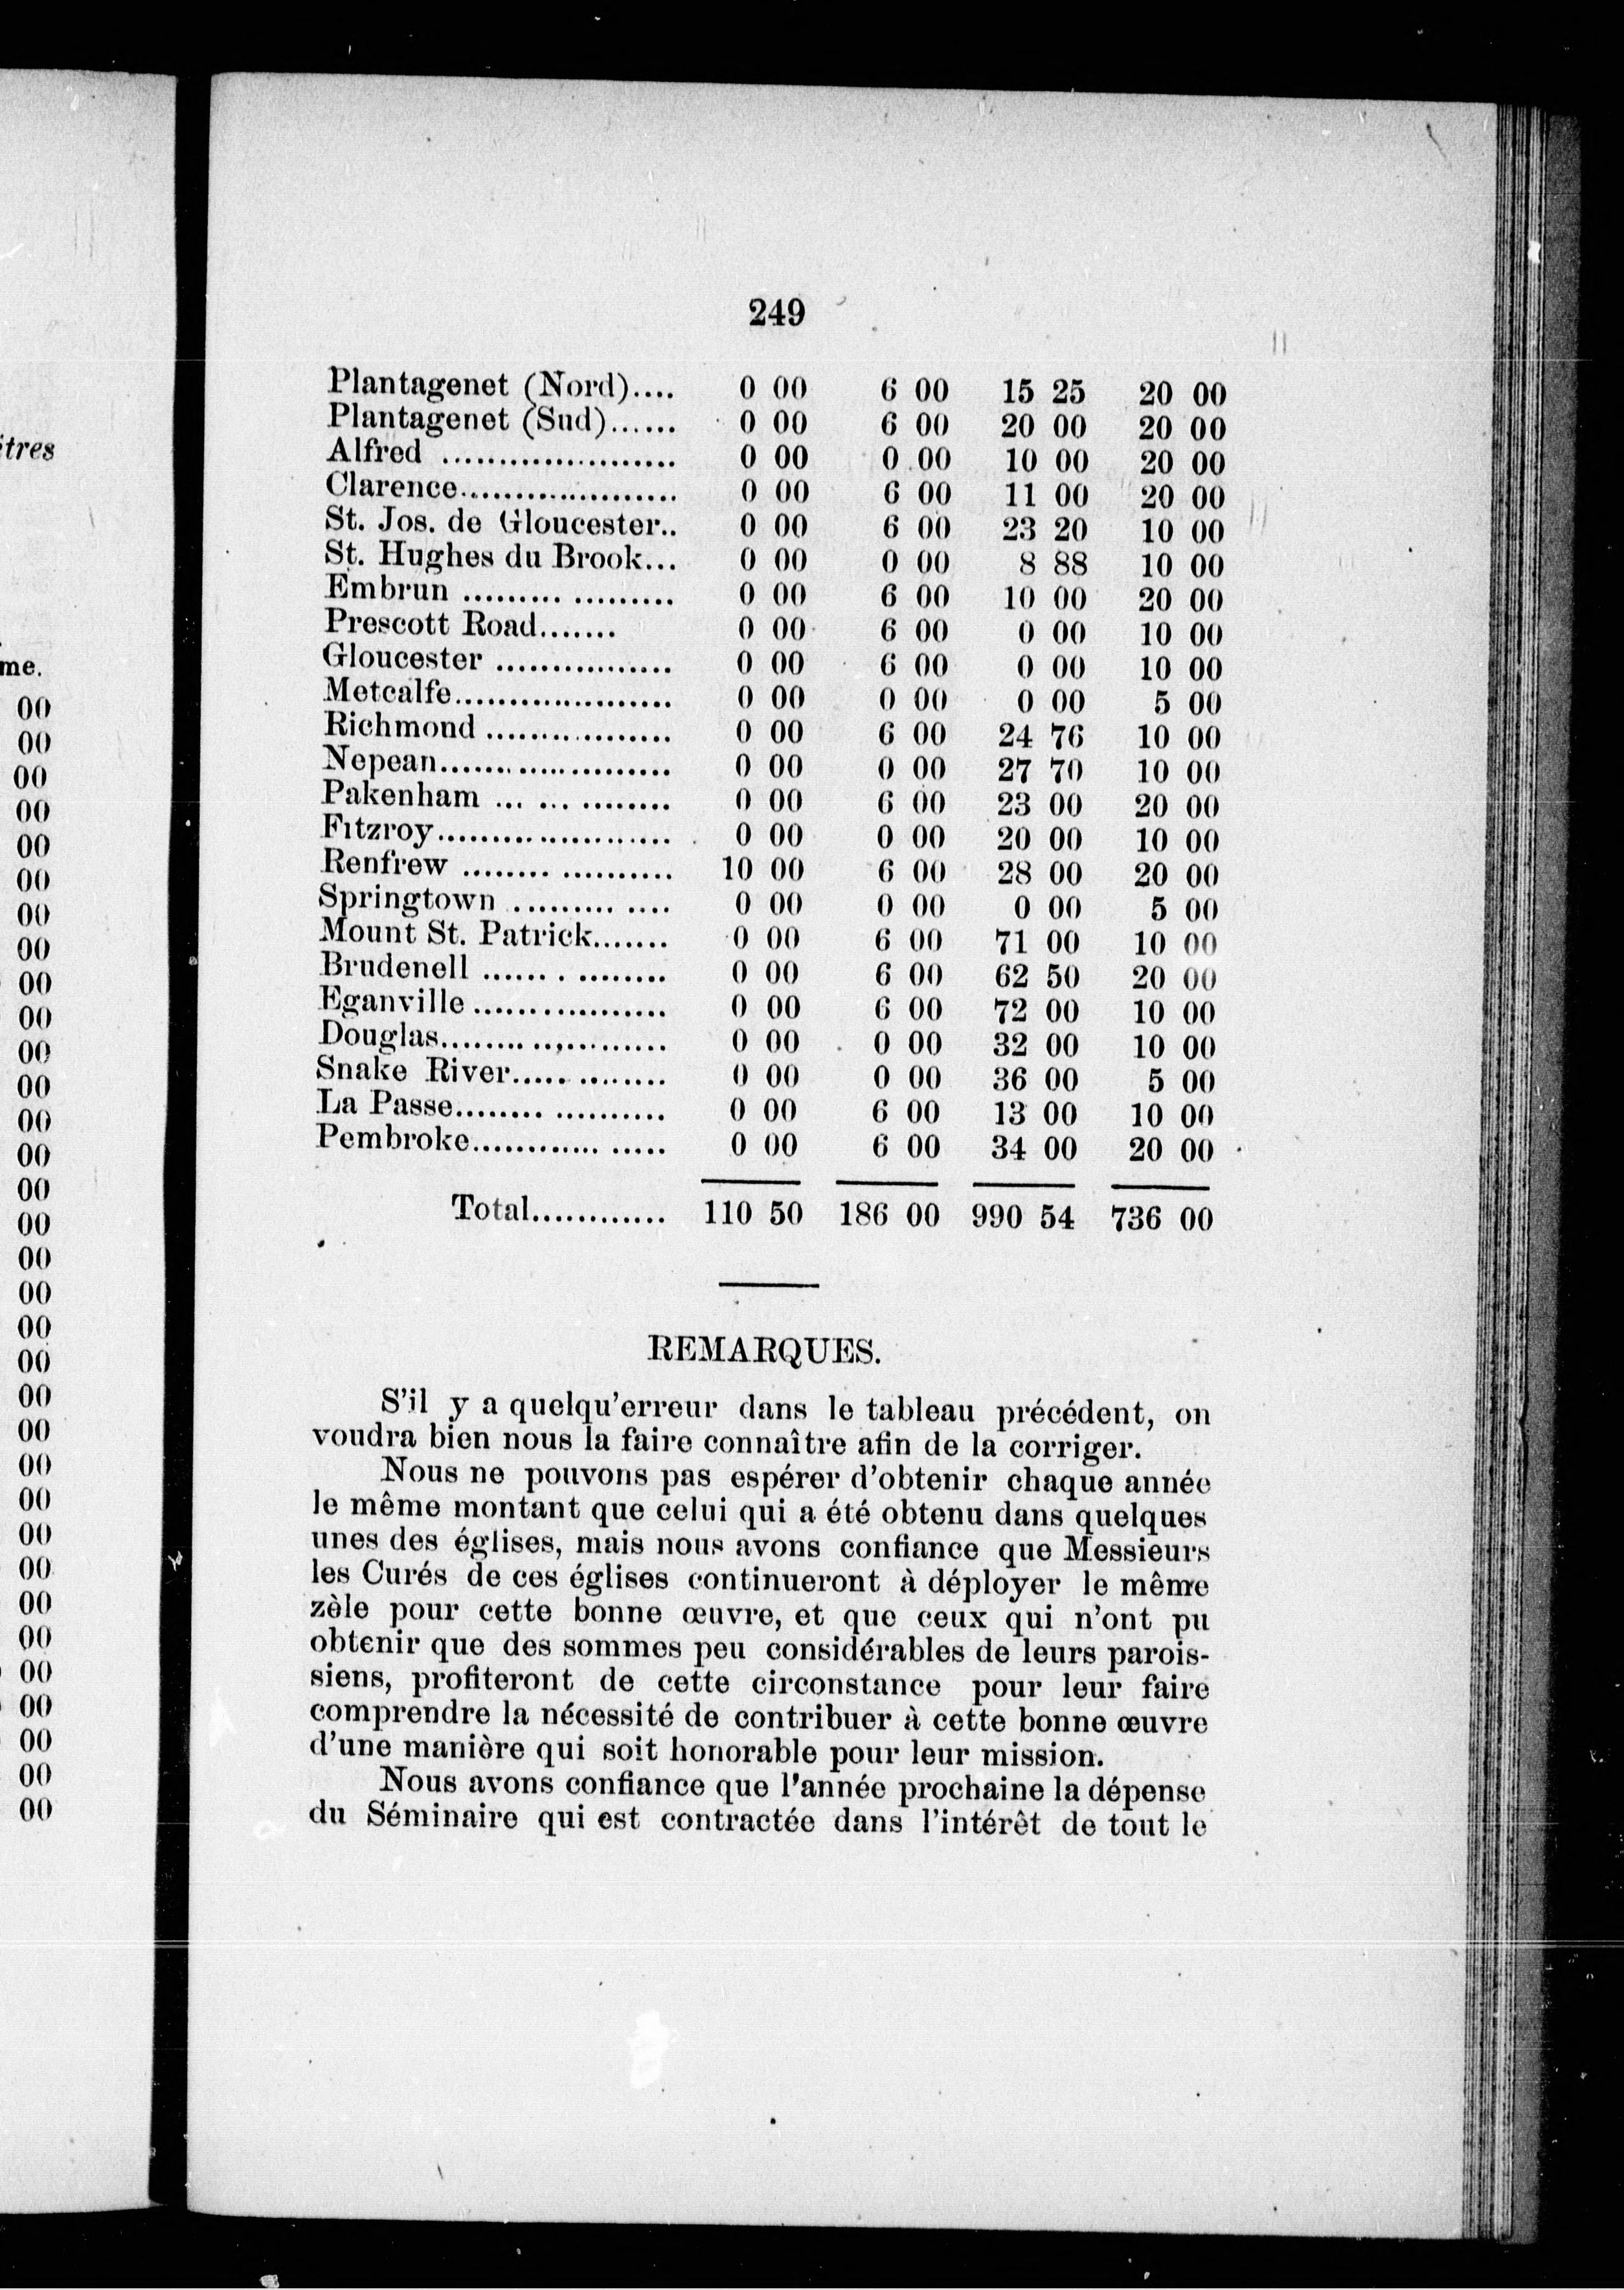 249
Plantagenet (Nord).... 0 00 6 00 15 25 20 00
Plantagenet (Sud)...... 0 00 6 00 20 00 20 00
Alfred ..................... 0 00 0 00 10 00 20 00
Clarence.................... 0 00 6 00 11 00 20 00
St. Jos. de Gloucester.. 0 00 6 00 23 20 10 00
St. Hughes du Brook... 0 00 0 00 8 88 10 00
Embrun ......... ......... 0 00 6 00 10 00 20 00
Prescott Road....... 0 00 6 00 0 00 10 00
Gloucester ................ 0 00 6 00 0 00 10 00
Metcalfe.................... 0 00 0 00 0 00 5 00
Richmond ................. 0 00 6 00 24 76 10 00
Nepean..................... 0 00 0 00 27 70 10 00
Pakenham ... ... ........ 0 00 6 00 23 00 20 00
Fitzroy...................... 0 00 0 00 20 00 10 00
Renfrew ........ .......... 10 00 6 00 28 00 20 00
Springtown ......... .... 0 00 0 00 0 00 5 00
Mount St. Patrick....... 0 00 6 00 71 00 10 00
Brudenell ...... . ........ 0 00 6 00 62 50 20 00
Eganville ................. 0 00 6 00 72 00 10 00
Douglas........ ..,......... 0 00 0 00 32 00 10 00
Snake River..... ........ 0 00 0 00 36 00 5 00
La Passe........ .......... 0 00 6 00 13 00 10 00
Pembroke............. ..... 0 00 6 00 34 00 20 00
Total............ 110 50 186 00 990 54 736 00
REMARQUES.
S'il y a quelqu'erreur dans le tableau précédent, on
voudra bien nous la faire connaître afin de la corriger.
Nous ne pouvons pas espérer d'obtenir chaque année
le même montant que celui qui a été obtenu dans quelques
unes des églises, mais nous avons confiance que Messieurs
les Curés de ces églises continueront à déployer le même
zèle pour cette bonne œuvre, et que ceux qui n'ont pu
obtenir que des sommes peu considérables de leurs parois-
siens, profiteront de cette circonstance pour leur faire
comprendre la nécessité de contribuer à cette bonne œuvre
d'une manière qui soit honorable pour leur mission.
Nous avons confiance que l'année prochaine la dépense
du Séminaire qui est contractée dans l'intérêt de tout le